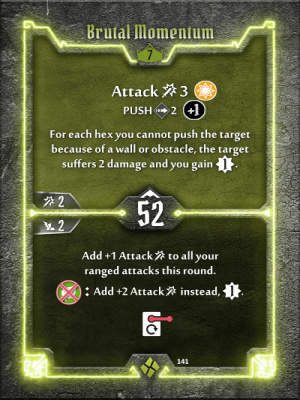 Brutal Momentum
7
Attack 3
PUSH 2 +1
For each hex you cannot push the target
because of a wall or obstacle, the target
suffers 2 damage and you gain 1.
2
52
2
Add +1 Attack to all your
ranged attacks this round.
: Add +2 Attack instead, 1.
141